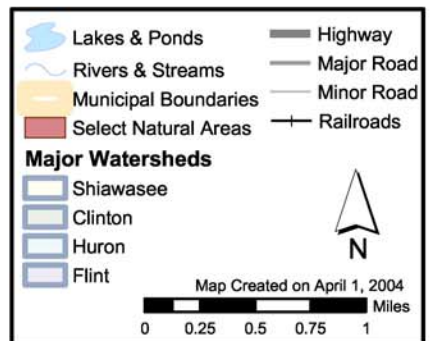 Lakes & Ponds
Rivers & Streams
Municipal Boundaries
Select Natural Areas
Highway
Major Road
Minor Road
Railroads
Major Watersheds
Shiawasee
Clinton
Huron
Flint
N
Map Created on April 1, 2004
Miles
0 0.25 0.5 0.75 1